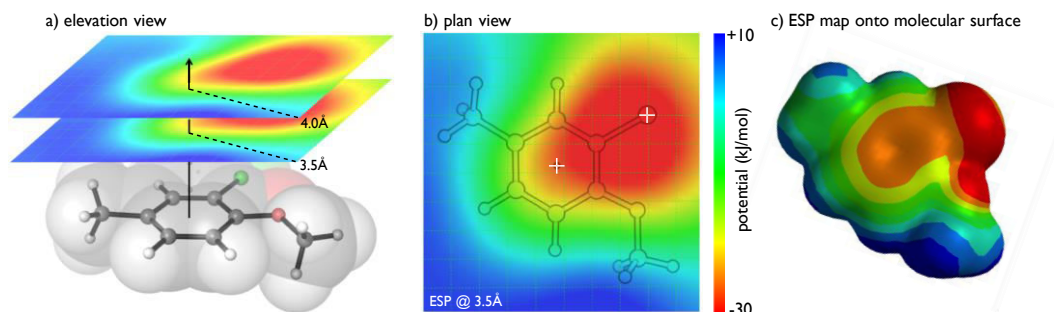 a) elevation view
4.0Å
3.5Å
b) plan view
ESP @ 3.5Å
+10
potential (kJ/mol)
-30
c) ESP map onto molecular surface